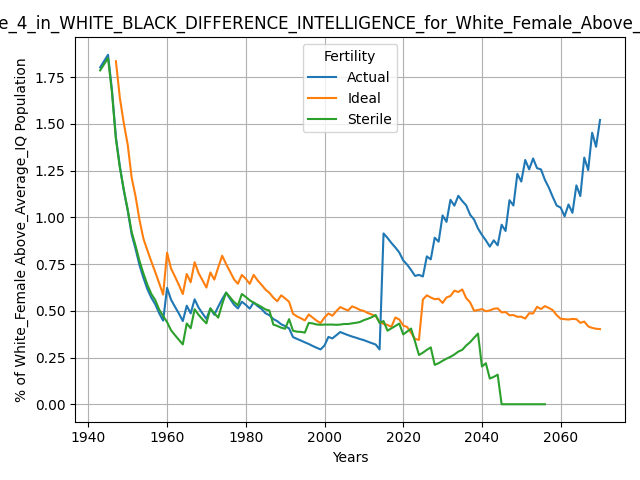 e_4_in_WHITE_BLACK_DIFFERENCE_INTELLIGENCE_for_White_Female_Above_
Fertility
Actual
Ideal
Sterile
% of White_Female Above_Average_IQ Population
1.75
1.50
1.25
1.00
0.75
0.50
0.25
0.00
1940
1960
1980
2000
2020
2040
2060
Years